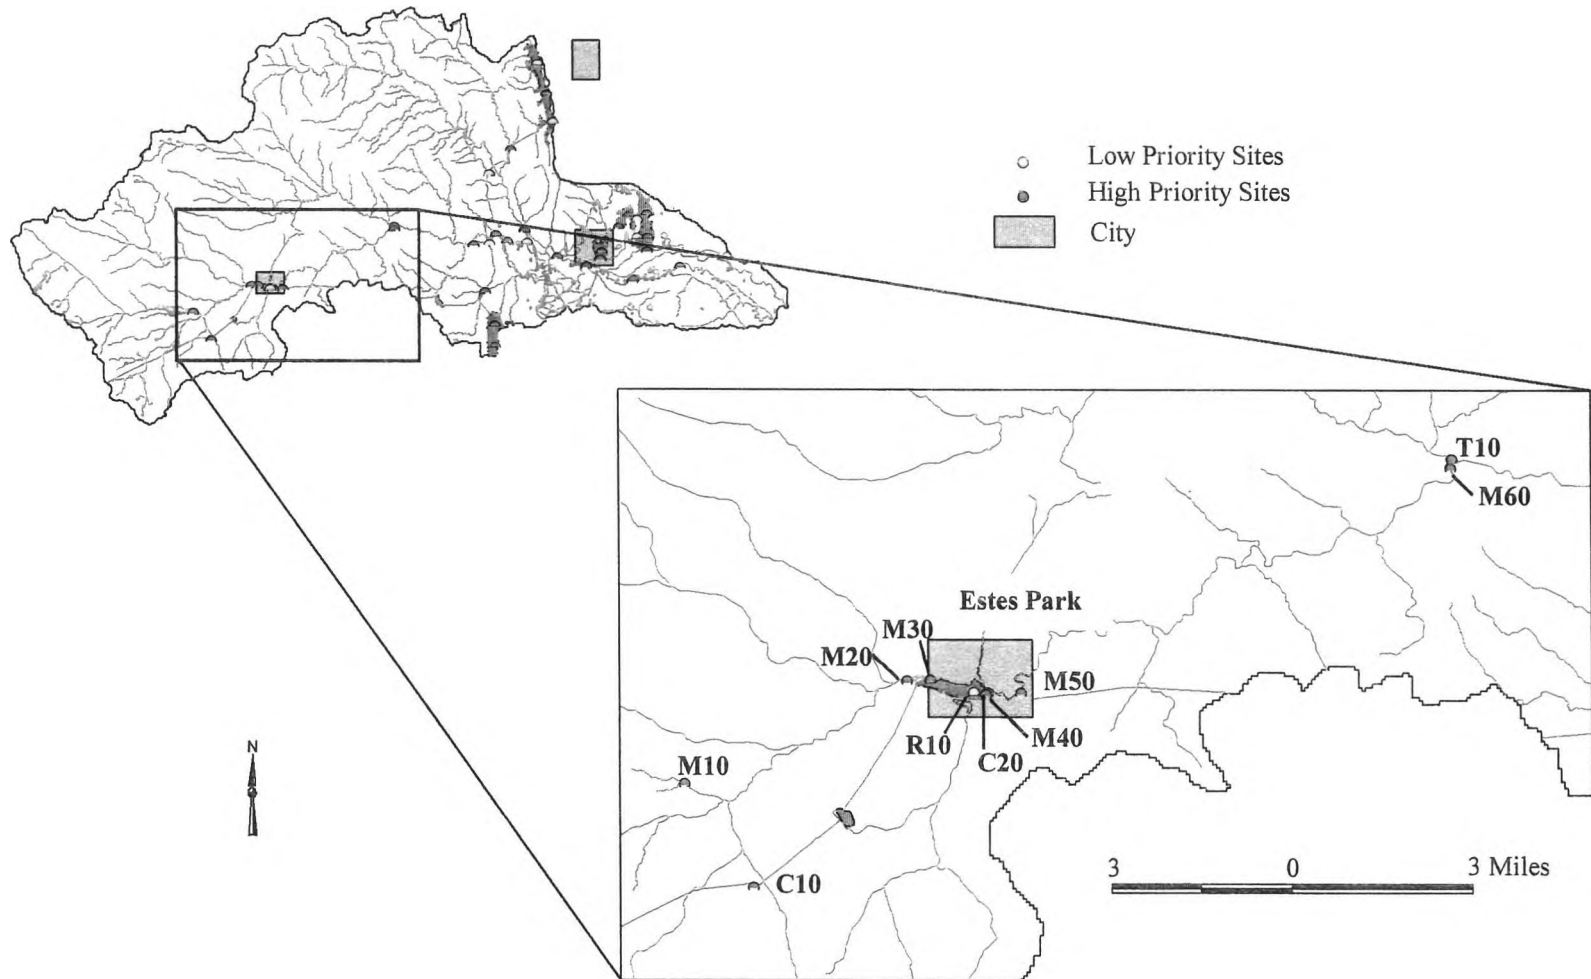 Low Priority Sites
High Priority Sites
City
T10
M60
Estes Park
M30
M20
M50
R10
M40
C20
M10
N
C10
3 0 3 Miles